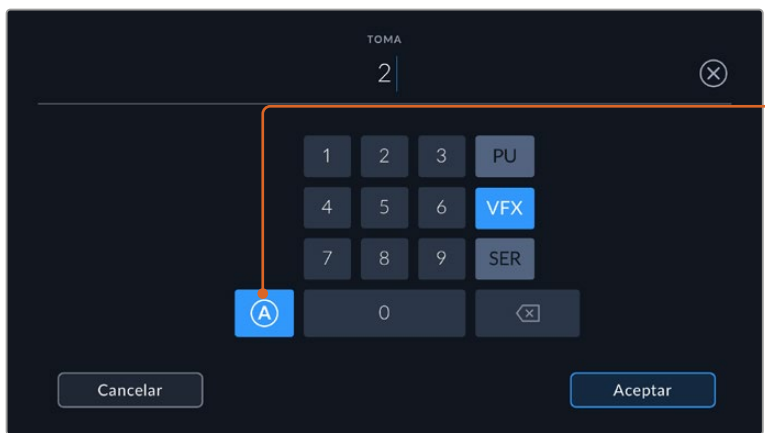 TOMA
2
1 2 3 PU
4 5 6 VFX
7 8 9 SER
A 0
Cancelar Aceptar